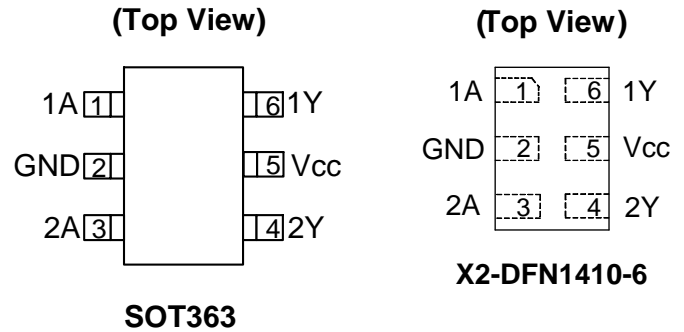 (Top View)
1A 1 6 1Y
GND 2 5 Vcc
2A 3 4 2Y
SOT363
(Top View)
1A 1 6 1Y
GND 2 5 Vcc
2A 3 4 2Y
X2-DFN1410-6